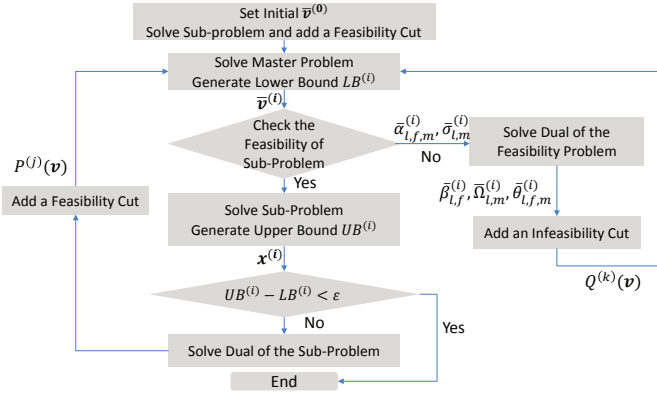 Set Initial v̅⁽⁰⁾
Solve Sub-problem and add a Feasibility Cut
Solve Master Problem
Generate Lower Bound LB⁽ⁱ⁾
v̅⁽ⁱ⁾
Check the
Feasibility of
Sub-Problem
ᾱ_{l,f,m}^{(i)}, σ̄_{l,m}^{(i)}
No
Solve Dual of the
Feasibility Problem
P⁽ʲ⁾(v)
Yes
β̄_{l,f}^{(i)}, Ω̄_{l,m}^{(i)}, θ̄_{l,f,m}^{(i)}
Add a Feasibility Cut
Solve Sub-Problem
Generate Upper Bound UB⁽ⁱ⁾
Add an Infeasibility Cut
x⁽ⁱ⁾
Q⁽ᵏ⁾(v)
UB⁽ⁱ⁾ − LB⁽ⁱ⁾ < ε
No
Yes
Solve Dual of the Sub-Problem
End